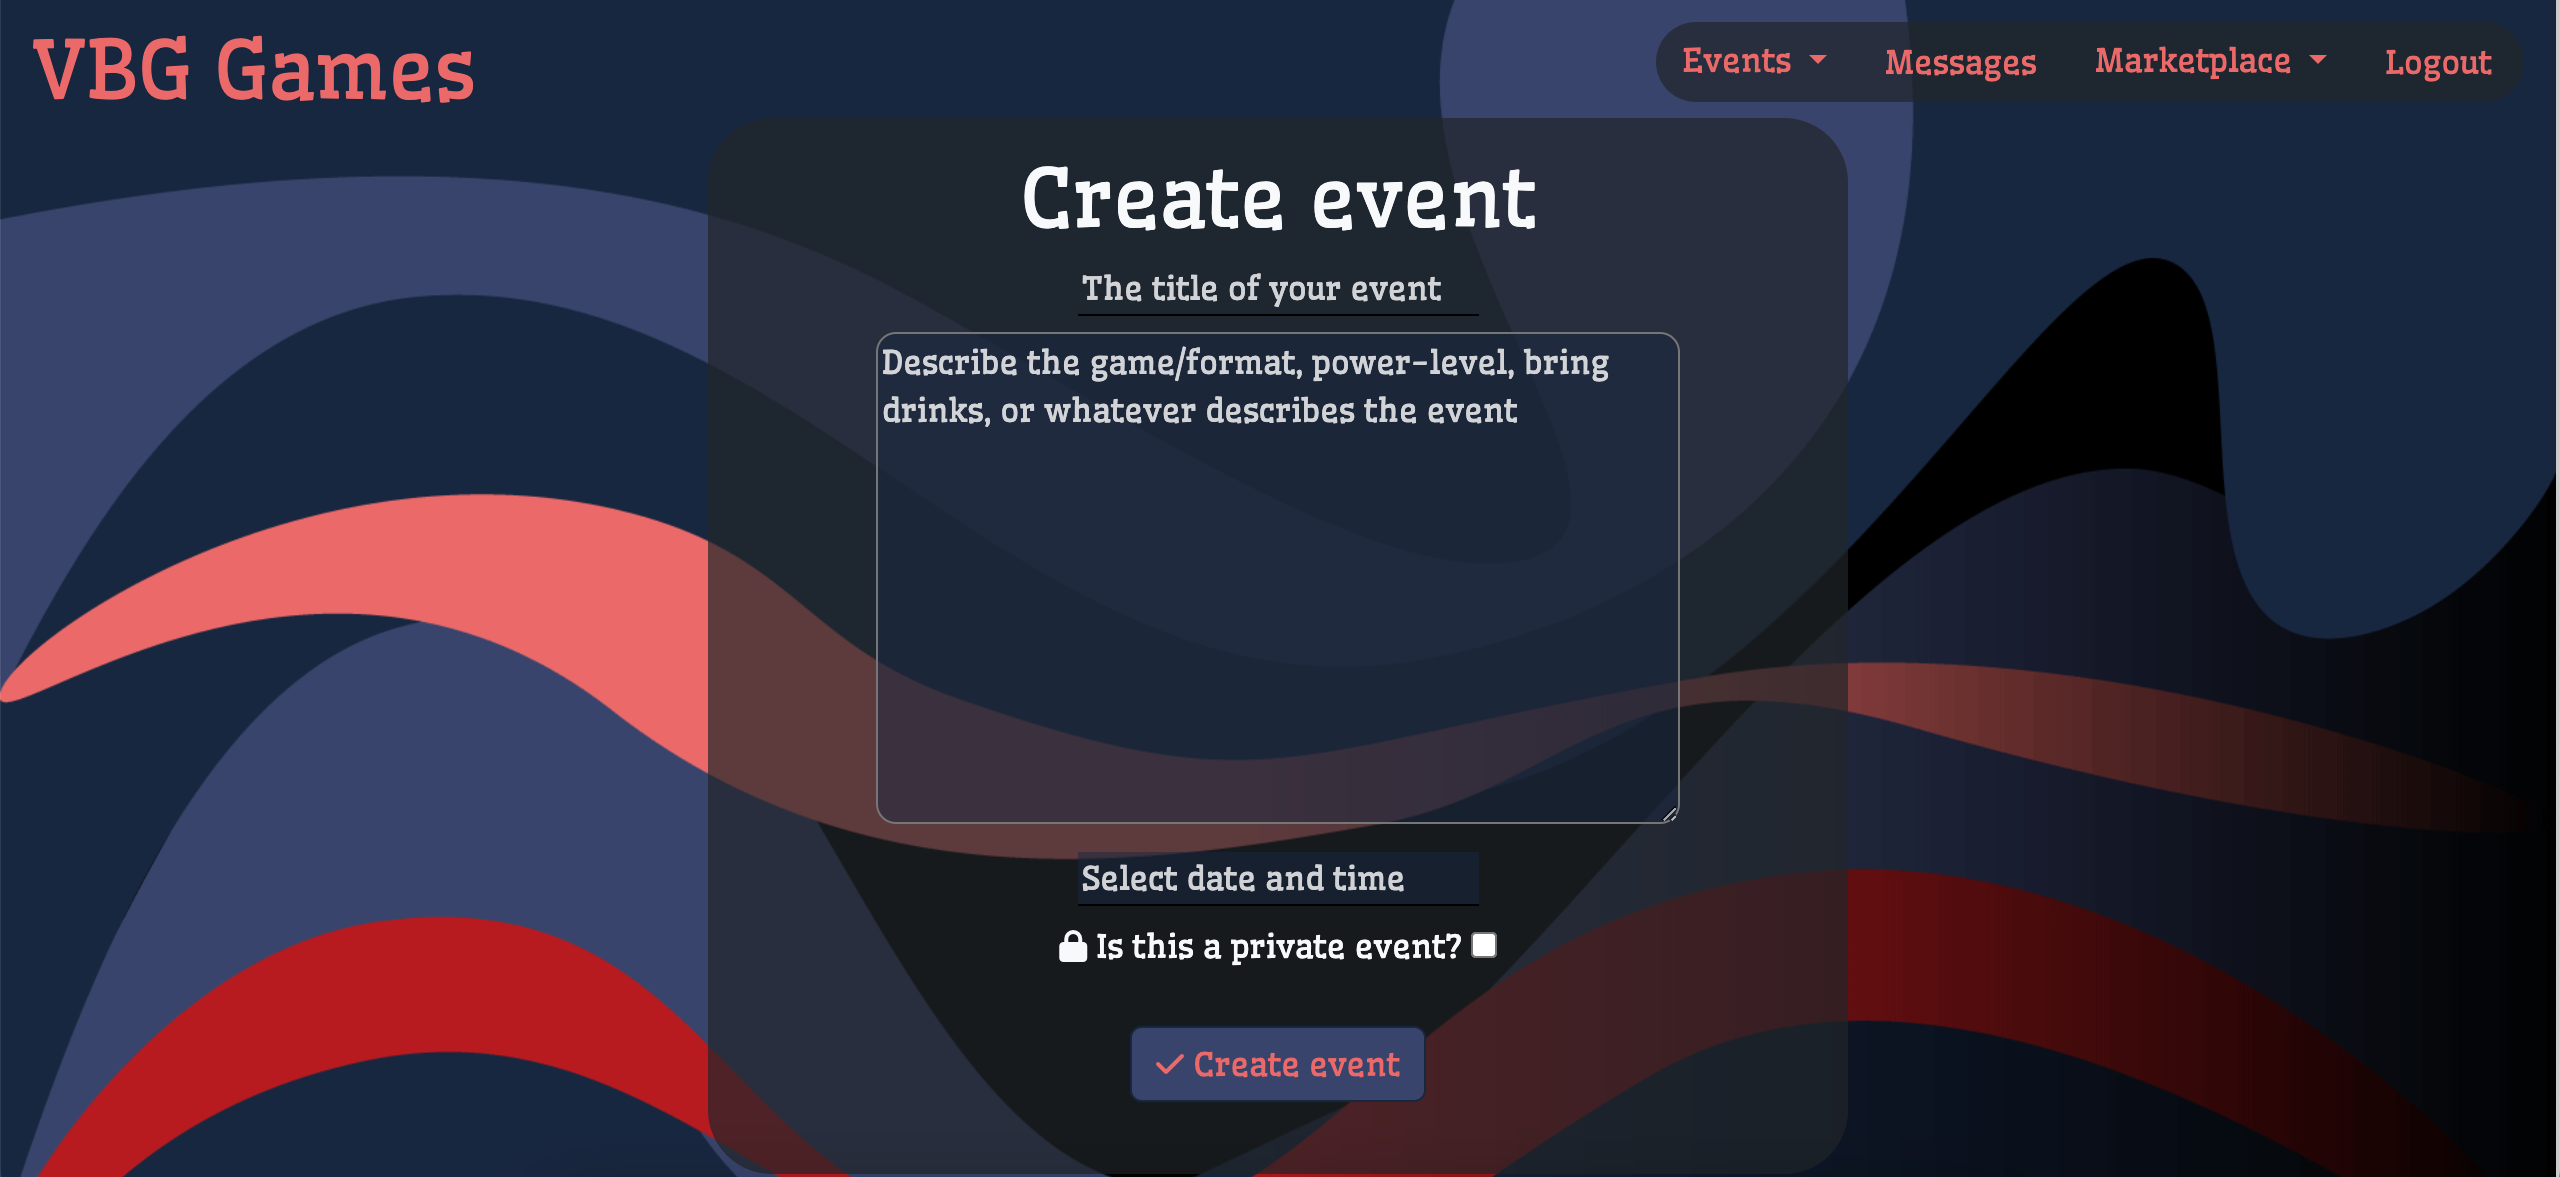 VBG Games
Events
Messages
Marketplace
Logout
Create event
The title of your event
Describe the game/format, power-level, bring
drinks, or whatever describes the event
Select date and time
Is this a private event?
Create event